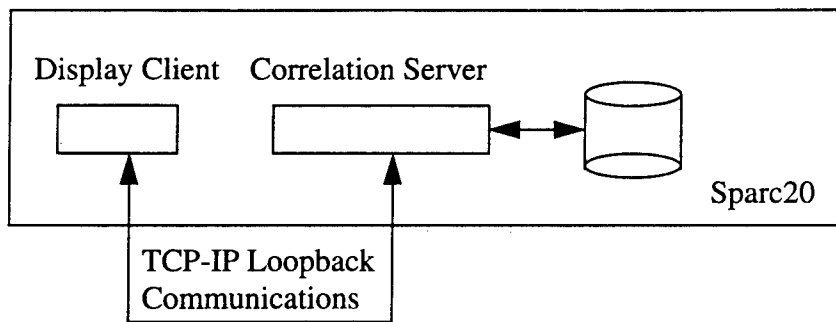 Display Client
Correlation Server
Sparc20
TCP-IP Loopback
Communications